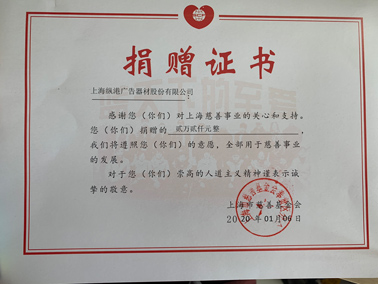 捐赠证书
上海纵港广告器材股份有限公司
感谢您（你们）对上海慈善事业的关心和支持。
您（你们）捐赠的 贰万贰仟元整 ，
我们将遵照您（你们）的意愿，全部用于慈善事业
的发展。
对于您（你们）崇高的人道主义精神谨表示诚
挚的敬意。
上海市慈善基金会
2020年01月06日